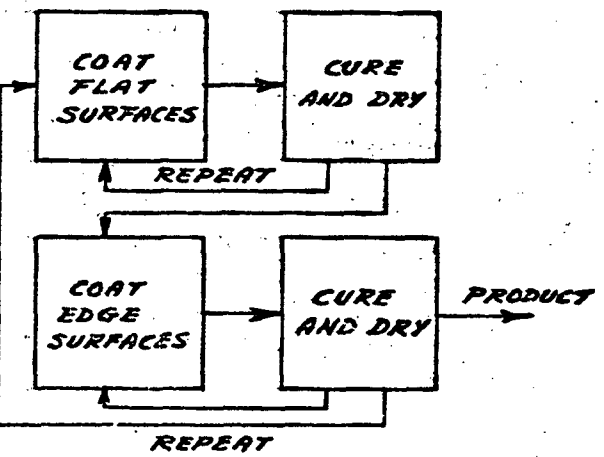 COAT
FLAT
SURFACES
CURE
AND DRY
REPEAT
COAT
EDGE
SURFACES
CURE
AND DRY
PRODUCT
REPEAT